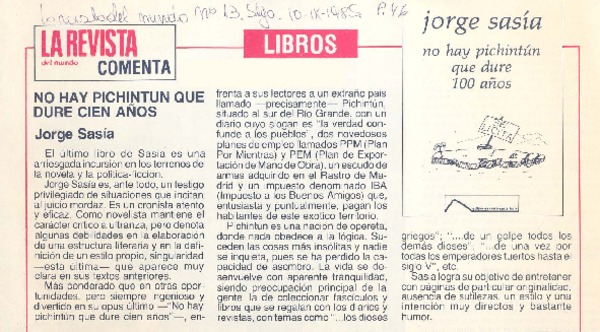 la revista del mundo no 13, Stgo. 10-IX-1985. P. 46
LA REVISTA
del mundo
COMENTA
LIBROS
NO HAY PICHINTUN QUE
DURE CIEN AÑOS
Jorge Sasía
El último libro de Sasía es una
arriesgada incursión en los terrenos de
la novela y la política-ficción.
Jorge Sasía es, ante todo, un testigo
privilegiado de situaciones que incitan
al juicio mordaz. Es un cronista atento
y eficaz. Como novelista mantiene el
carácter crítico a ultranza, pero denota
algunas debilidades en la elaboración
de una estructura literaria y en la defini-
nición de un estilo propio, singularidad
—esta última— que aparece muy
clara en sus textos anteriores.
Más ponderado que en otras opor-
tunidades, pero siempre ingenioso y
divertido en su opus último —"No hay
pichintún que dure cien años"—, en-
frenta a sus lectores a un extraño país
llamado —precisamente— Pichintún,
situado al sur del Río Grande, con un
diario cuyo slogan es "la verdad con-
funde a los pueblos", dos novedosos
planes de empleo llamados PPM (Plan
Por Mientras) y PEM (Plan de Expor-
tación de Mano de Obra), un escudo de
armas adquirido en el Rastro de Ma-
drid y un impuesto denominado IBA
(Impuesto a los Buenos Amigos) que,
entusiasta y puntualmente, pagan los
habitantes de este exótico territorio.
Pichintun es una nación de opereta,
donde nada obedece a la lógica. Su-
ceden las cosas más insólitas y nadie
se inquieta, pues se ha perdido la ca-
pacidad de asombro. La vida se de-
senvuelve con aparente tranquilidad,
siendo preocupación principal de la
gente la de coleccionar fascículos y
libros que se regalan con los diarios y
revistas, con temas como "...los dioses
jorge sasía
no hay pichintún
que dure
100 años
griegos"; "...de un golpe todos los
demás dioses", "...de una vez por
todas los emperadores tuertos hasta el
siglo V", etc.
Sasía logra su objetivo de entretener
con páginas de particular originalidad,
ausencia de sutilezas, un estilo y una
intención muy directos y bastante
humor.